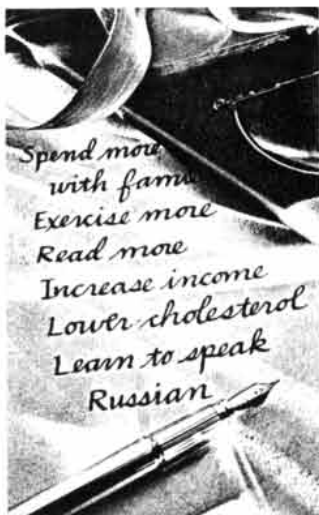 Spend more
with
Exercise more
Read more
Increase income
Lower cholesterol
Learn to speak
Russian